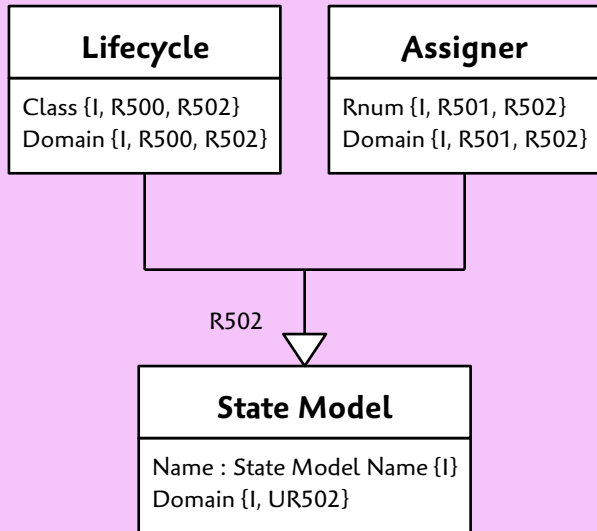 Lifecycle
Class {I, R500, R502}
Domain {I, R500, R502}
Assigner
Rnum {I, R501, R502}
Domain {I, R501, R502}
R502
State Model
Name : State Model Name {I}
Domain {I, UR502}